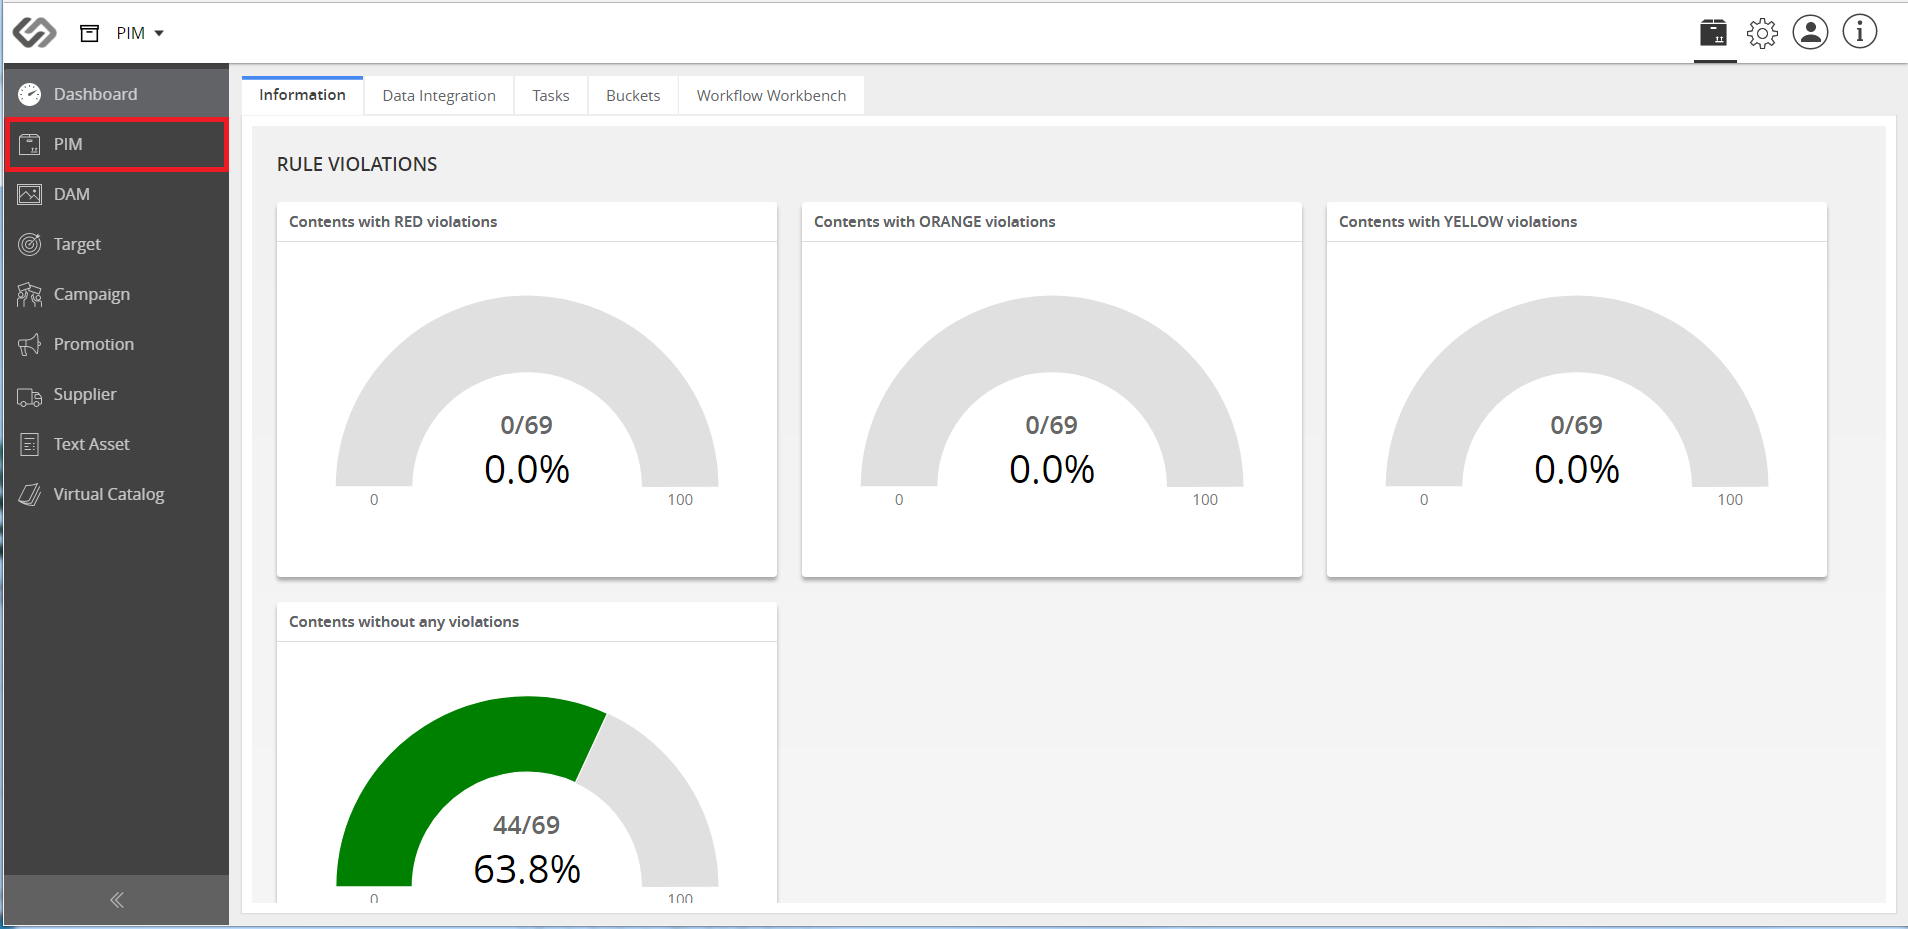 PIM
Dashboard
PIM
DAM
Target
Campaign
Promotion
Supplier
Text Asset
Virtual Catalog
Information
Data Integration
Tasks
Buckets
Workflow Workbench
RULE VIOLATIONS
Contents with RED violations
0/69
0.0%
0
100
Contents with ORANGE violations
0/69
0.0%
0
100
Contents with YELLOW violations
0/69
0.0%
0
100
Contents without any violations
44/69
63.8%
0
100